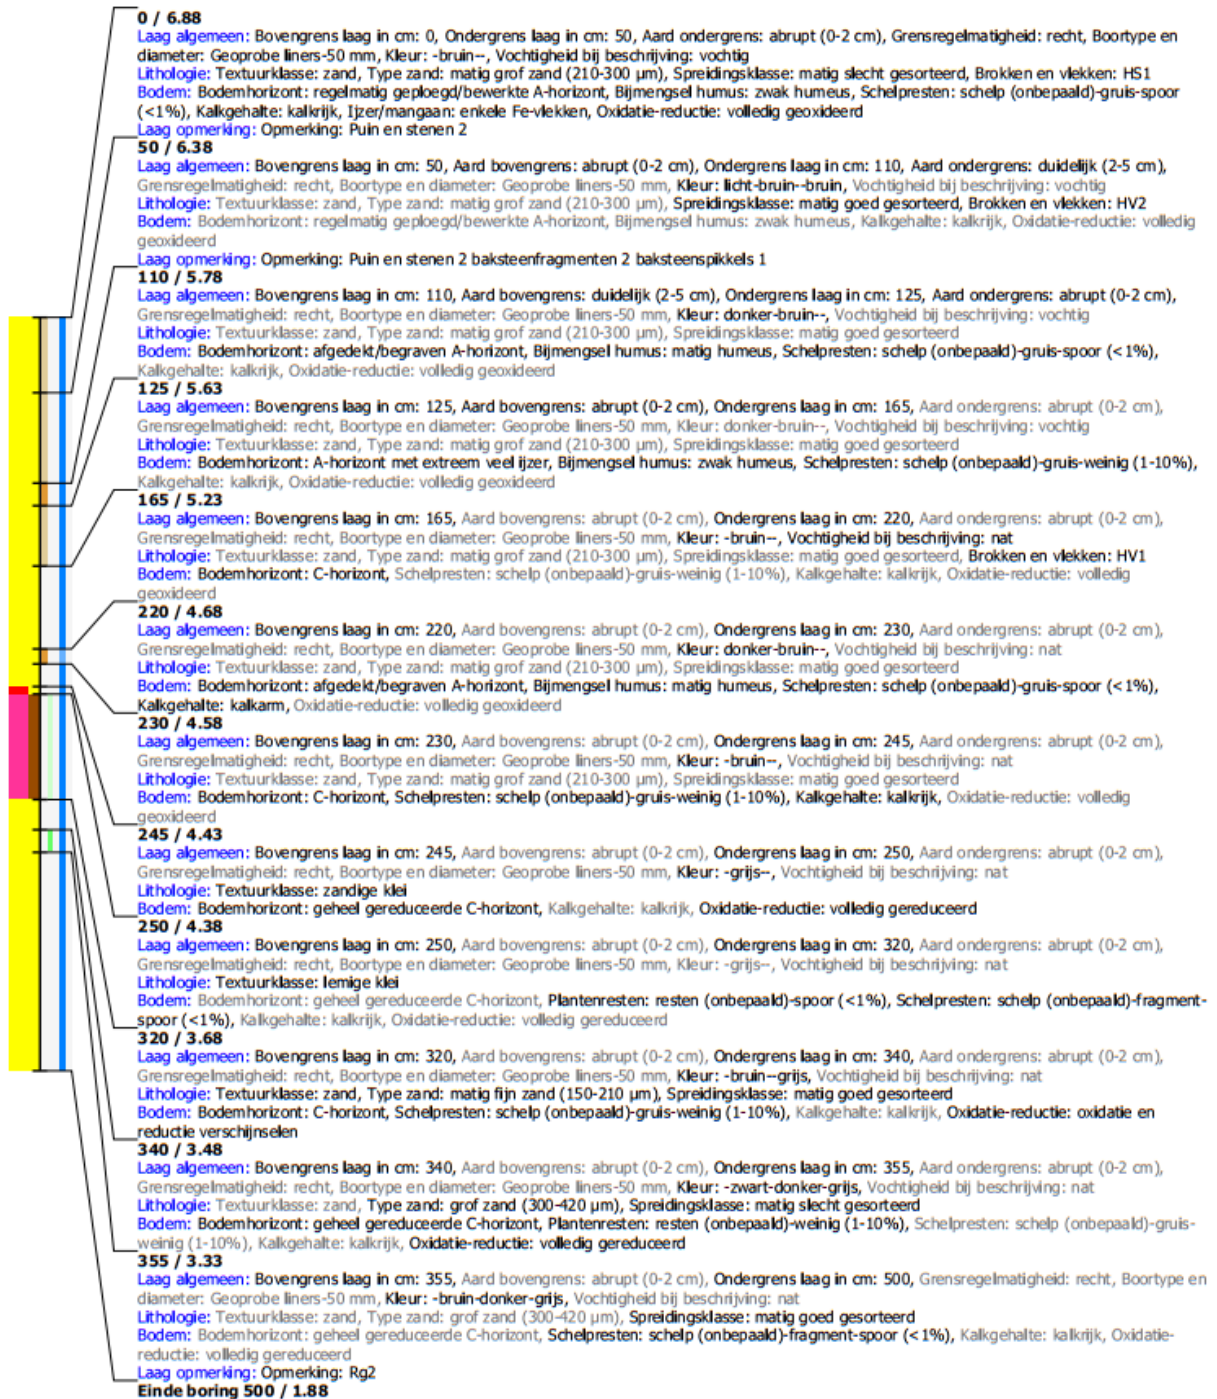 0 / 6.88
Laag algemeen: Bovengrens laag in cm: 0, Ondergrens laag in cm: 50, Aard ondergrens: abrupt (0-2 cm), Grensregelmatigheid: recht, Boortype en
diameter: Geoprobe liners-50 mm, Kleur: -bruin--, Vochtigheid bij beschrijving: vochtig
Lithologie: Textuurklasse: zand, Type zand: matig grof zand (210-300 µm), Spreidingsklasse: matig slecht gesorteerd, Brokken en vlekken: HS1
Bodem: Bodemhorizont: regelmatig geploegd/bewerkte A-horizont, Bijmengsel humus: zwak humeus, Schelpresten: schelp (onbepaald)-gruis-spoor
(<1%), Kalkgehalte: kalkrijk, Ijzer/mangaan: enkele Fe-vlekken, Oxidatie-reductie: volledig geoxideerd
Laag opmerking: Opmerking: Puin en stenen 2
50 / 6.38
Laag algemeen: Bovengrens laag in cm: 50, Aard bovengrens: abrupt (0-2 cm), Ondergrens laag in cm: 110, Aard ondergrens: duidelijk (2-5 cm),
Grensregelmatigheid: recht, Boortype en diameter: Geoprobe liners-50 mm, Kleur: licht-bruin--bruin, Vochtigheid bij beschrijving: vochtig
Lithologie: Textuurklasse: zand, Type zand: matig grof zand (210-300 µm), Spreidingsklasse: matig goed gesorteerd, Brokken en vlekken: HV2
Bodem: Bodemhorizont: regelmatig geploegd/bewerkte A-horizont, Bijmengsel humus: zwak humeus, Kalkgehalte: kalkrijk, Oxidatie-reductie: volledig
geoxideerd
Laag opmerking: Opmerking: Puin en stenen 2 baksteenfragmenten 2 baksteenspikkels 1
110 / 5.78
Laag algemeen: Bovengrens laag in cm: 110, Aard bovengrens: duidelijk (2-5 cm), Ondergrens laag in cm: 125, Aard ondergrens: abrupt (0-2 cm),
Grensregelmatigheid: recht, Boortype en diameter: Geoprobe liners-50 mm, Kleur: donker-bruin--, Vochtigheid bij beschrijving: vochtig
Lithologie: Textuurklasse: zand, Type zand: matig grof zand (210-300 µm), Spreidingsklasse: matig goed gesorteerd
Bodem: Bodemhorizont: afgedekt/begraven A-horizont, Bijmengsel humus: matig humeus, Schelpresten: schelp (onbepaald)-gruis-spoor (<1%),
Kalkgehalte: kalkrijk, Oxidatie-reductie: volledig geoxideerd
125 / 5.63
Laag algemeen: Bovengrens laag in cm: 125, Aard bovengrens: abrupt (0-2 cm), Ondergrens laag in cm: 165, Aard ondergrens: abrupt (0-2 cm),
Grensregelmatigheid: recht, Boortype en diameter: Geoprobe liners-50 mm, Kleur: donker-bruin--, Vochtigheid bij beschrijving: vochtig
Lithologie: Textuurklasse: zand, Type zand: matig grof zand (210-300 µm), Spreidingsklasse: matig goed gesorteerd
Bodem: Bodemhorizont: A-horizont met extreem veel ijzer, Bijmengsel humus: zwak humeus, Schelpresten: schelp (onbepaald)-gruis-weinig (1-10%),
Kalkgehalte: kalkrijk, Oxidatie-reductie: volledig geoxideerd
165 / 5.23
Laag algemeen: Bovengrens laag in cm: 165, Aard bovengrens: abrupt (0-2 cm), Ondergrens laag in cm: 220, Aard ondergrens: abrupt (0-2 cm),
Grensregelmatigheid: recht, Boortype en diameter: Geoprobe liners-50 mm, Kleur: -bruin--, Vochtigheid bij beschrijving: nat
Lithologie: Textuurklasse: zand, Type zand: matig grof zand (210-300 µm), Spreidingsklasse: matig goed gesorteerd, Brokken en vlekken: HV1
Bodem: Bodemhorizont: C-horizont, Schelpresten: schelp (onbepaald)-gruis-weinig (1-10%), Kalkgehalte: kalkrijk, Oxidatie-reductie: volledig
geoxideerd
220 / 4.68
Laag algemeen: Bovengrens laag in cm: 220, Aard bovengrens: abrupt (0-2 cm), Ondergrens laag in cm: 230, Aard ondergrens: abrupt (0-2 cm),
Grensregelmatigheid: recht, Boortype en diameter: Geoprobe liners-50 mm, Kleur: donker-bruin--, Vochtigheid bij beschrijving: nat
Lithologie: Textuurklasse: zand, Type zand: matig grof zand (210-300 µm), Spreidingsklasse: matig goed gesorteerd
Bodem: Bodemhorizont: afgedekt/begraven A-horizont, Bijmengsel humus: matig humeus, Schelpresten: schelp (onbepaald)-gruis-spoor (<1%),
Kalkgehalte: kalkarm, Oxidatie-reductie: volledig geoxideerd
230 / 4.58
Laag algemeen: Bovengrens laag in cm: 230, Aard bovengrens: abrupt (0-2 cm), Ondergrens laag in cm: 245, Aard ondergrens: abrupt (0-2 cm),
Grensregelmatigheid: recht, Boortype en diameter: Geoprobe liners-50 mm, Kleur: -bruin--, Vochtigheid bij beschrijving: nat
Lithologie: Textuurklasse: zand, Type zand: matig grof zand (210-300 µm), Spreidingsklasse: matig goed gesorteerd
Bodem: Bodemhorizont: C-horizont, Schelpresten: schelp (onbepaald)-gruis-weinig (1-10%), Kalkgehalte: kalkrijk, Oxidatie-reductie: volledig
geoxideerd
245 / 4.43
Laag algemeen: Bovengrens laag in cm: 245, Aard bovengrens: abrupt (0-2 cm), Ondergrens laag in cm: 250, Aard ondergrens: abrupt (0-2 cm),
Grensregelmatigheid: recht, Boortype en diameter: Geoprobe liners-50 mm, Kleur: -grijs--, Vochtigheid bij beschrijving: nat
Lithologie: Textuurklasse: zandige klei
Bodem: Bodemhorizont: geheel gereduceerde C-horizont, Kalkgehalte: kalkrijk, Oxidatie-reductie: volledig gereduceerd
250 / 4.38
Laag algemeen: Bovengrens laag in cm: 250, Aard bovengrens: abrupt (0-2 cm), Ondergrens laag in cm: 320, Aard ondergrens: abrupt (0-2 cm),
Grensregelmatigheid: recht, Boortype en diameter: Geoprobe liners-50 mm, Kleur: -grijs--, Vochtigheid bij beschrijving: nat
Lithologie: Textuurklasse: lemige klei
Bodem: Bodemhorizont: geheel gereduceerde C-horizont, Plantenresten: resten (onbepaald)-spoor (<1%), Schelpresten: schelp (onbepaald)-fragment-
spoor (<1%), Kalkgehalte: kalkrijk, Oxidatie-reductie: volledig gereduceerd
320 / 3.68
Laag algemeen: Bovengrens laag in cm: 320, Aard bovengrens: abrupt (0-2 cm), Ondergrens laag in cm: 340, Aard ondergrens: abrupt (0-2 cm),
Grensregelmatigheid: recht, Boortype en diameter: Geoprobe liners-50 mm, Kleur: -bruin--grijs, Vochtigheid bij beschrijving: nat
Lithologie: Textuurklasse: zand, Type zand: matig fijn zand (150-210 µm), Spreidingsklasse: matig goed gesorteerd
Bodem: Bodemhorizont: C-horizont, Schelpresten: schelp (onbepaald)-gruis-weinig (1-10%), Kalkgehalte: kalkrijk, Oxidatie-reductie: oxidatie en
reductie verschijnselen
340 / 3.48
Laag algemeen: Bovengrens laag in cm: 340, Aard bovengrens: abrupt (0-2 cm), Ondergrens laag in cm: 355, Aard ondergrens: abrupt (0-2 cm),
Grensregelmatigheid: recht, Boortype en diameter: Geoprobe liners-50 mm, Kleur: -zwart-donker-grijs, Vochtigheid bij beschrijving: nat
Lithologie: Textuurklasse: zand, Type zand: grof zand (300-420 µm), Spreidingsklasse: matig slecht gesorteerd
Bodem: Bodemhorizont: geheel gereduceerde C-horizont, Plantenresten: resten (onbepaald)-weinig (1-10%), Schelpresten: schelp (onbepaald)-gruis-
weinig (1-10%), Kalkgehalte: kalkrijk, Oxidatie-reductie: volledig gereduceerd
355 / 3.33
Laag algemeen: Bovengrens laag in cm: 355, Aard bovengrens: abrupt (0-2 cm), Ondergrens laag in cm: 500, Grensregelmatigheid: recht, Boortype en
diameter: Geoprobe liners-50 mm, Kleur: -bruin-donker-grijs, Vochtigheid bij beschrijving: nat
Lithologie: Textuurklasse: zand, Type zand: grof zand (300-420 µm), Spreidingsklasse: matig goed gesorteerd
Bodem: Bodemhorizont: geheel gereduceerde C-horizont, Schelpresten: schelp (onbepaald)-fragment-spoor (<1%), Kalkgehalte: kalkrijk, Oxidatie-
reductie: volledig gereduceerd
Laag opmerking: Opmerking: Rg2
Einde boring 500 / 1.88